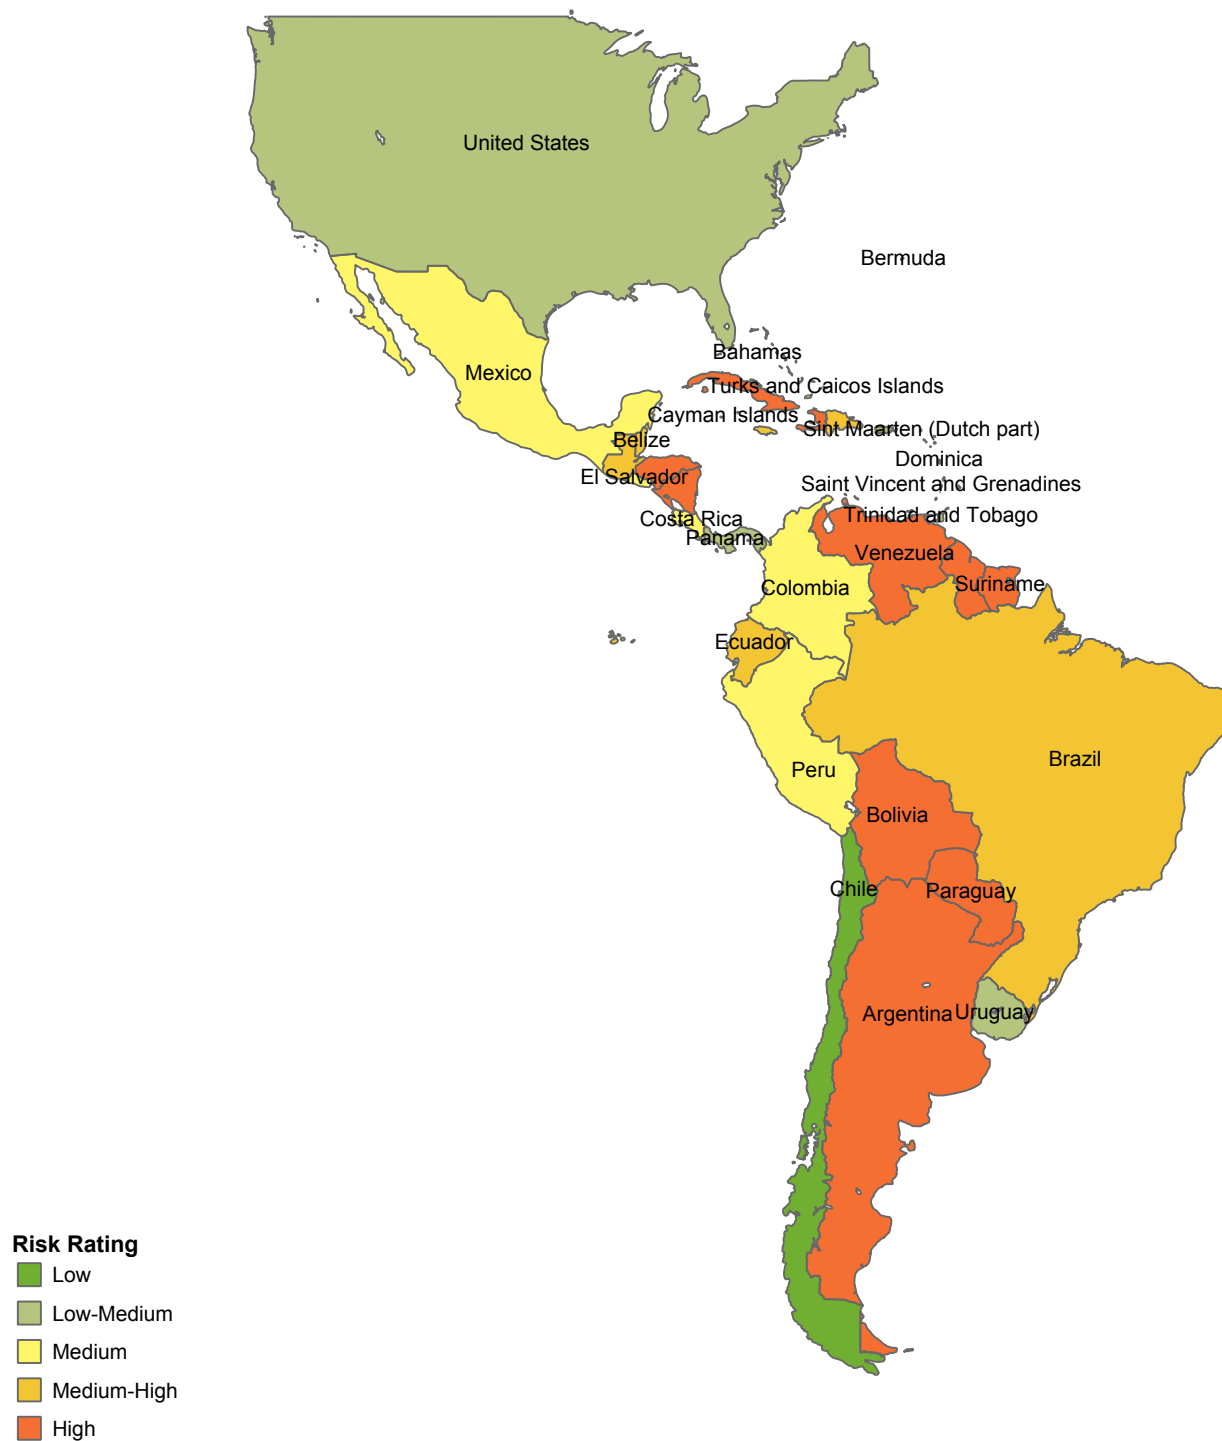 United States
Bermuda
Bahamas
Mexico
Turks and Caicos Islands
Cayman Islands
Sint Maarten (Dutch part)
Belize
Dominica
El Salvador
Saint Vincent and Grenadines
Costa Rica
Trinidad and Tobago
Panama
Venezuela
Colombia
Suriname
Ecuador
Brazil
Peru
Bolivia
Chile
Paraguay
Argentina
Uruguay
Risk Rating
Low
Low-Medium
Medium
Medium-High
High